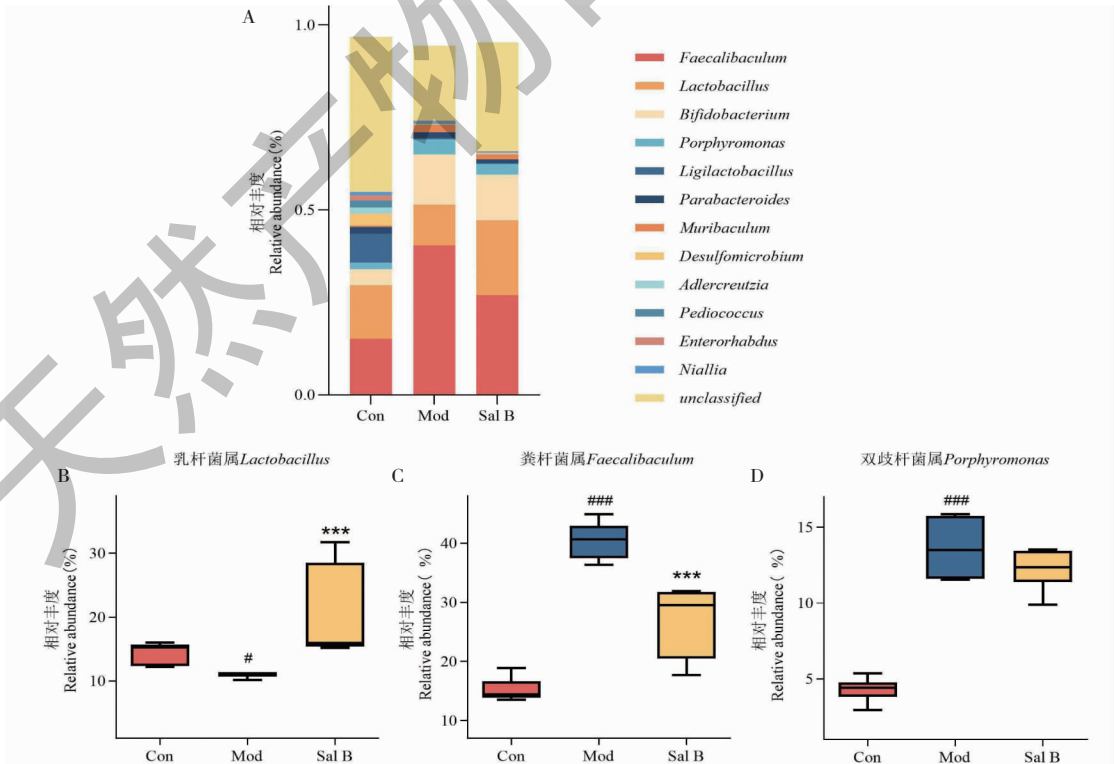 天然产物
A
1.0
0.5
0.0
相对丰度
Relative abundance(%)
Con Mod Sal B
Faecalibaculum
Lactobacillus
Bifidobacterium
Porphyromonas
Ligilactobacillus
Parabacteroides
Muribaculum
Desulfomicrobium
Adlercreutzia
Pediococcus
Enterorhabdus
Niallia
unclassified
B
乳杆菌属Lactobacillus
相对丰度
Relative abundance(%)
30
20
10
#
***
Con Mod Sal B
C
粪杆菌属Faecalibaculum
相对丰度
Relative abundance( %)
40
30
20
10
###
***
Con Mod Sal B
D
双歧杆菌属Porphyromonas
相对丰度
Relative abundance( %)
15
10
5
###
Con Mod Sal B